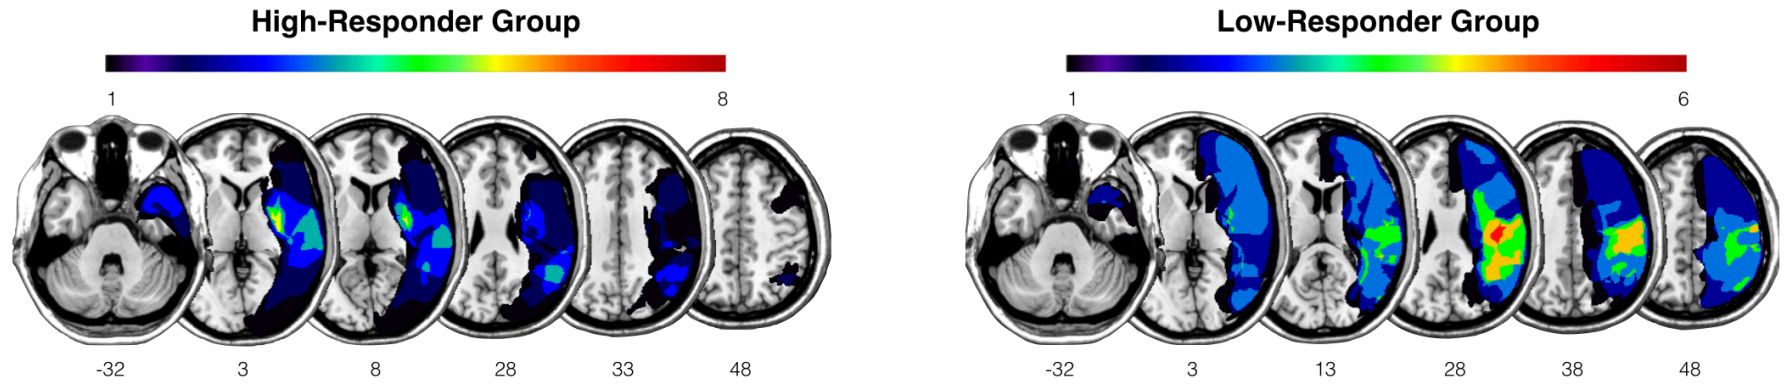 High-Responder Group
1 8
-32 3 8 28 33 48
Low-Responder Group
1 6
-32 3 13 28 38 48